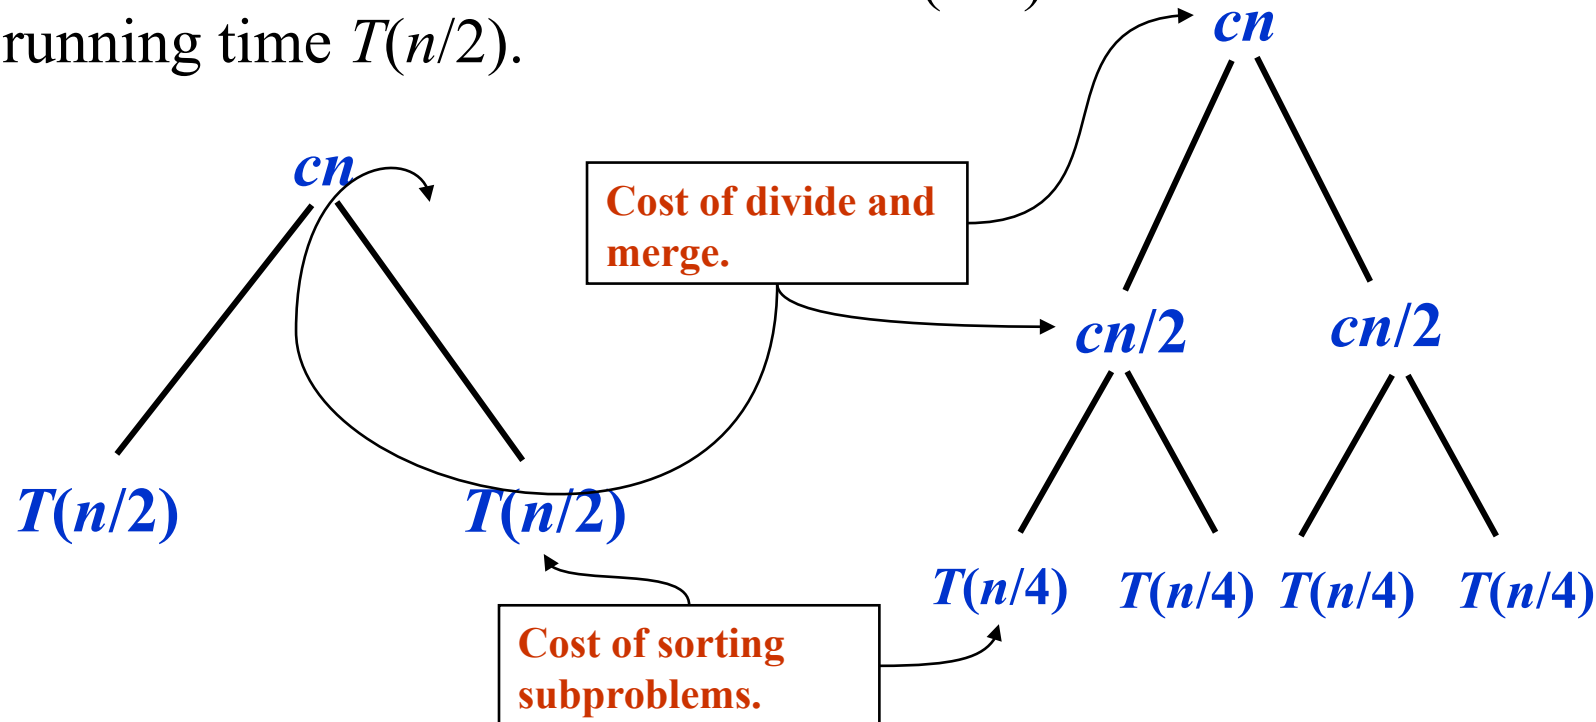 running time T(n/2).
cn
cn
Cost of divide and
merge.
cn/2
cn/2
T(n/2)
T(n/2)
T(n/4)
T(n/4)
T(n/4)
T(n/4)
Cost of sorting
subproblems.